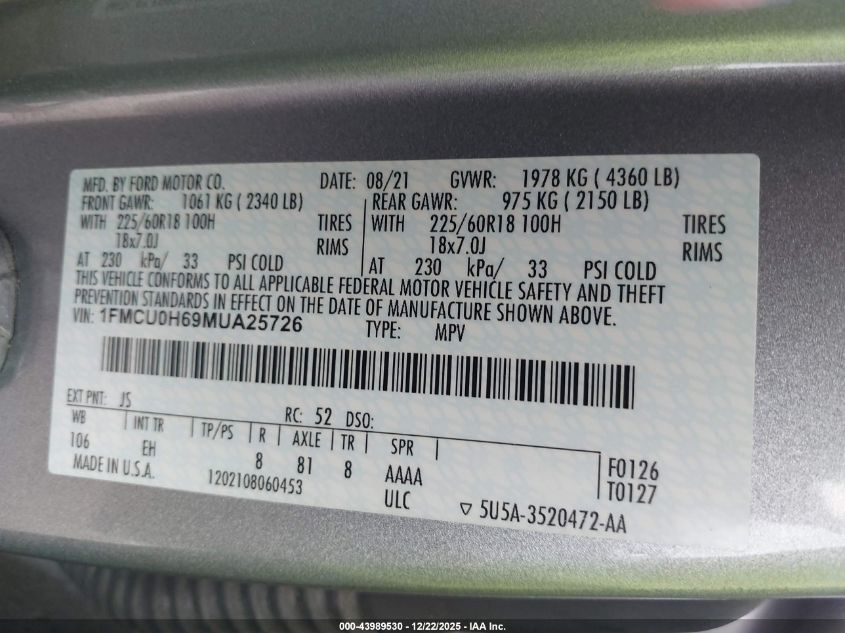 MFD. BY FORD MOTOR CO. DATE: 08/21 GVWR: 1978 KG ( 4360 LB)
FRONT GAWR: 1061 KG ( 2340 LB) REAR GAWR: 975 KG ( 2150 LB)
WITH 225/60R18 100H TIRES WITH 225/60R18 100H TIRES
18x7.0J RIMS 18x7.0J RIMS
AT 230 kPa/ 33 PSI COLD AT 230 kPa/ 33 PSI COLD
THIS VEHICLE CONFORMS TO ALL APPLICABLE FEDERAL MOTOR VEHICLE SAFETY AND THEFT
PREVENTION STANDARDS IN EFFECT ON THE DATE OF MANUFACTURE SHOWN ABOVE.
VIN: 1FMCU0H69MUA25726 TYPE: MPV
EXT PNT: JS RC: 52 DSO:
WB INT TR TP/PS R AXLE TR SPR
106 EH 8 81 8 AAAA F0126
MADE IN U.S.A. 1202108060453 ULC T0127
▽ 5U5A-3520472-AA
000-43989530 - 12/22/2025 - IAA Inc.